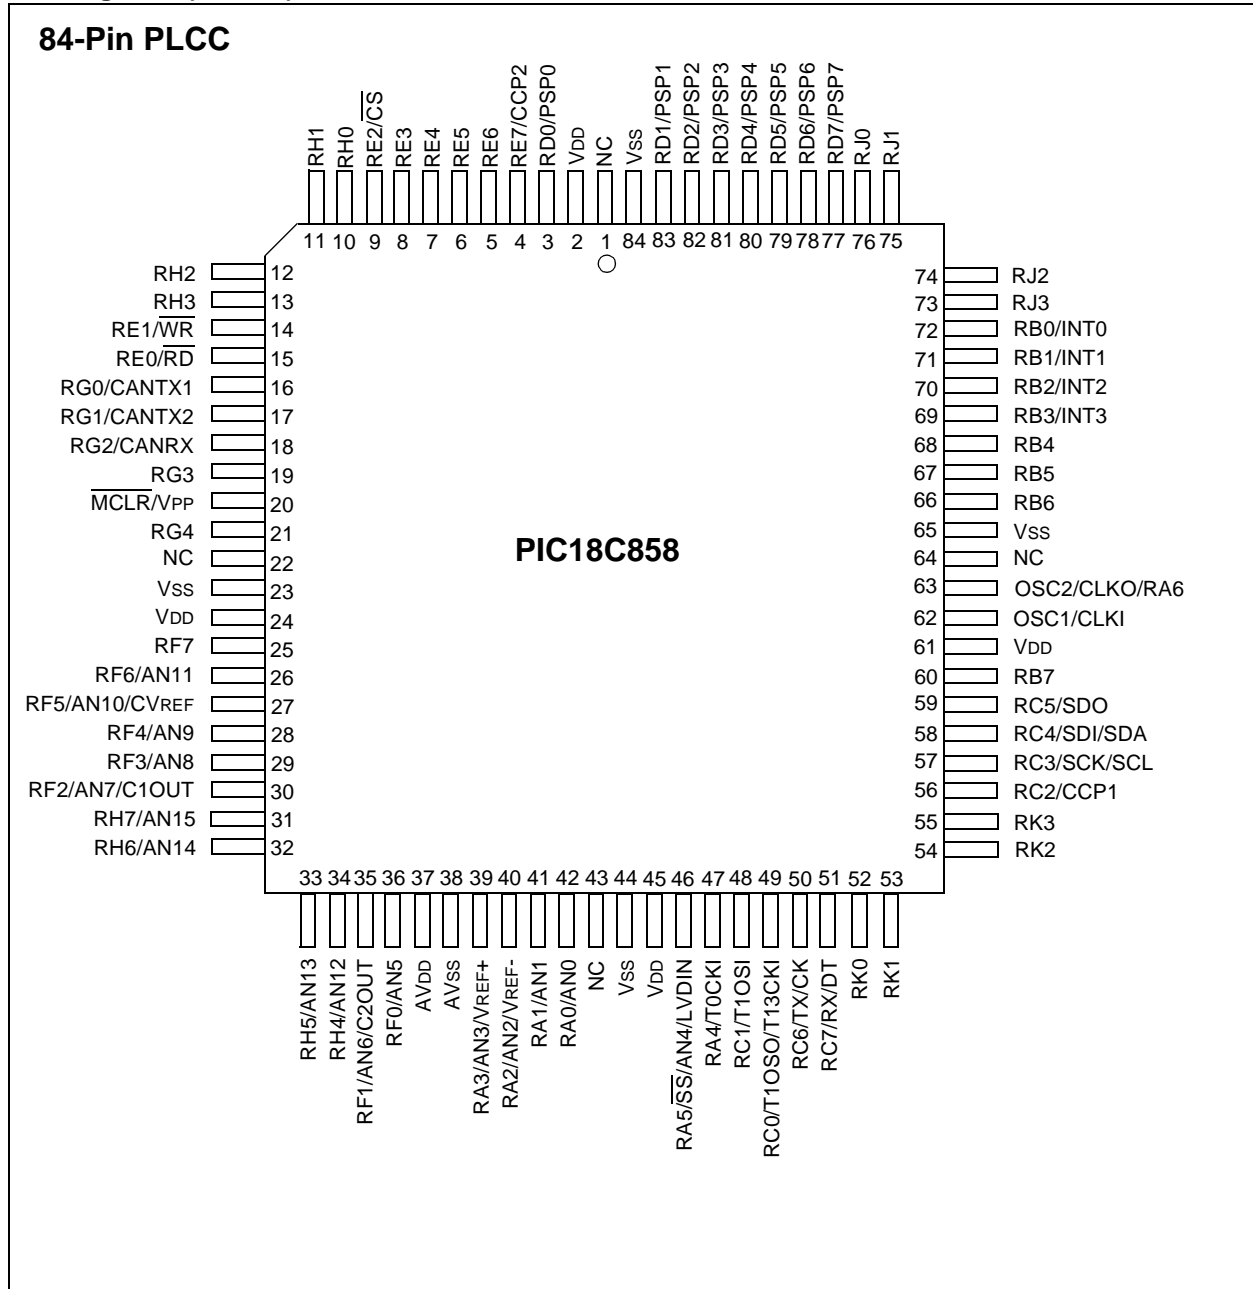 84-Pin PLCC
RH1
RH0
RE2/CS
RE3
RE4
RE5
RE6
RE7/CCP2
RD0/PSP0
VDD
NC
VSS
RD1/PSP1
RD2/PSP2
RD3/PSP3
RD4/PSP4
RD5/PSP5
RD6/PSP6
RD7/PSP7
RJ0
RJ1
11 10 9 8 7 6 5 4 3 2 1 84 83 82 81 80 79 78 77 76 75
RH2 12
RH3 13
RE1/WR 14
RE0/RD 15
RG0/CANTX1 16
RG1/CANTX2 17
RG2/CANRX 18
RG3 19
MCLR/VPP 20
RG4 21
NC 22
VSS 23
VDD 24
RF7 25
RF6/AN11 26
RF5/AN10/CVREF 27
RF4/AN9 28
RF3/AN8 29
RF2/AN7/C1OUT 30
RH7/AN15 31
RH6/AN14 32
PIC18C858
74 RJ2
73 RJ3
72 RB0/INT0
71 RB1/INT1
70 RB2/INT2
69 RB3/INT3
68 RB4
67 RB5
66 RB6
65 VSS
64 NC
63 OSC2/CLKO/RA6
62 OSC1/CLKI
61 VDD
60 RB7
59 RC5/SDO
58 RC4/SDI/SDA
57 RC3/SCK/SCL
56 RC2/CCP1
55 RK3
54 RK2
33 34 35 36 37 38 39 40 41 42 43 44 45 46 47 48 49 50 51 52 53
RH5/AN13
RH4/AN12
RF1/AN6/C2OUT
RF0/AN5
AVDD
AVSS
RA3/AN3/VREF+
RA2/AN2/VREF-
RA1/AN1
RA0/AN0
NC
VSS
VDD
RA5/SS/AN4/LVDIN
RA4/T0CKI
RC1/T1OSI
RC0/T1OSO/T13CKI
RC6/TX/CK
RC7/RX/DT
RK0
RK1